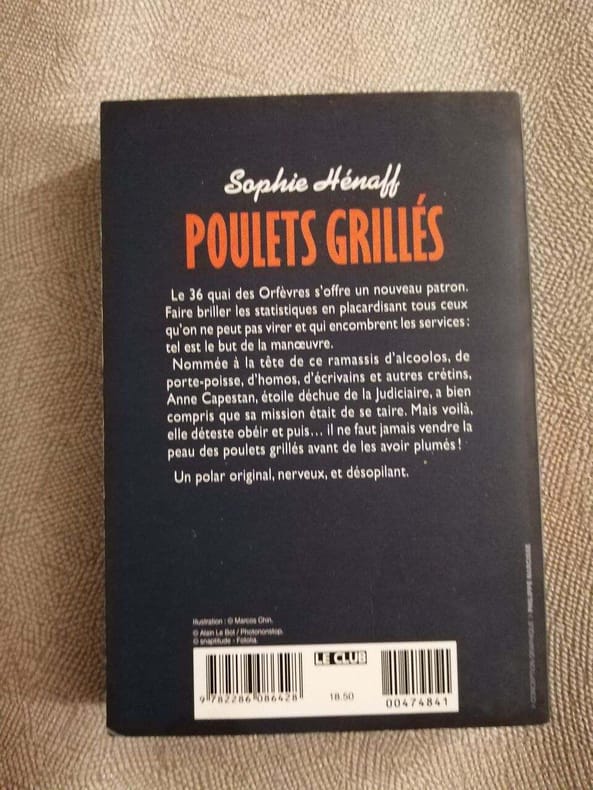 Sophie Hénaff
POULETS GRILLÉS
Le 36 quai des Orfèvres s'offre un nouveau patron.
Faire briller les statistiques en placardisant tous ceux
qu'on ne peut pas virer et qui encombrent les services :
tel est le but de la manœuvre.
Nommée à la tête de ce ramassis d'alcoolos, de
porte-poisse, d'homos, d'écrivains et autres crétins,
Anne Capestan, étoile déchue de la Judiciaire, a bien
compris que sa mission était de se taire. Mais voilà,
elle déteste obéir et puis... il ne faut jamais vendre la
peau des poulets grillés avant de les avoir plumés !
Un polar original, nerveux, et désopilant.
Illustration : © Marcos Chin.
© Alain Le Bot / Photononstop.
© snaptitude - Fotolia.
LE CLUB
9 782286 086428
18.50
00474841